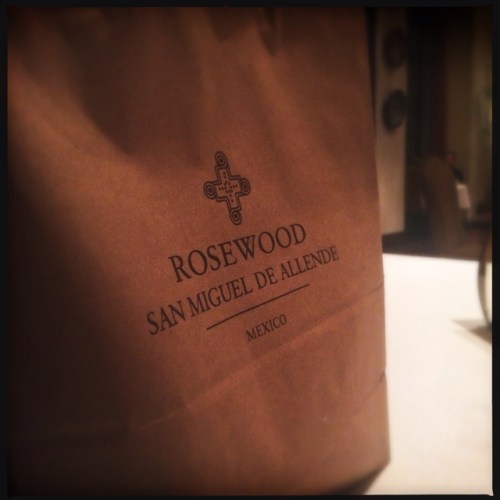 ROSEWOOD
SAN MIGUEL DE ALLENDE
MEXICO